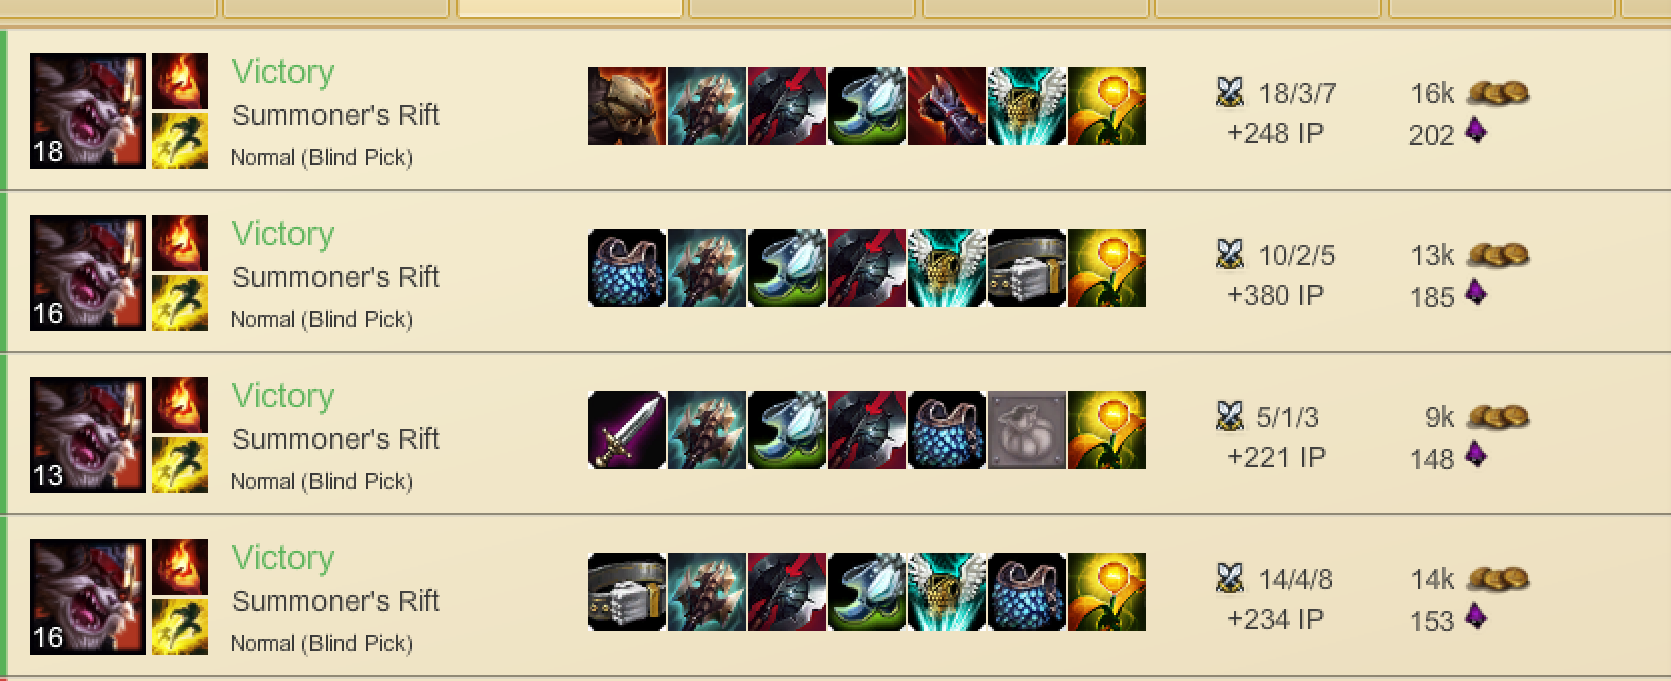 Victory
18/3/7
16k
Summoner's Rift
18
+248 IP
202
Normal (Blind Pick)
Victory
10/2/5
13k
Summoner's Rift
16
+380 IP
185
Normal (Blind Pick)
Victory
5/1/3
9k
Summoner's Rift
13
+221 IP
148
Normal (Blind Pick)
Victory
14/4/8
14k
Summoner's Rift
16
+234 IP
153
Normal (Blind Pick)